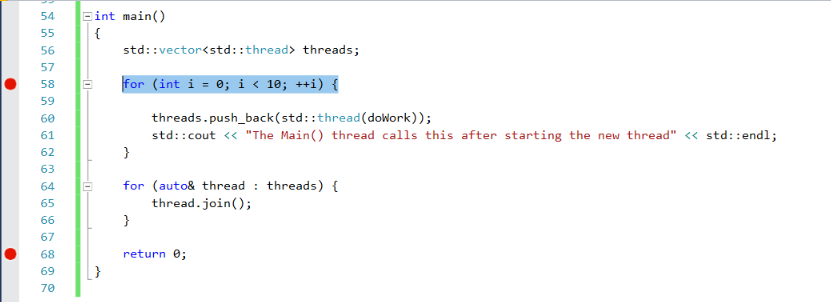 54 int main()
55 {
56 std::vector<std::thread> threads;
57
58 for (int i = 0; i < 10; ++i) {
59
60 threads.push_back(std::thread(doWork));
61 std::cout << "The Main() thread calls this after starting the new thread" << std::endl;
62 }
63
64 for (auto& thread : threads) {
65 thread.join();
66 }
67
68 return 0;
69 }
70